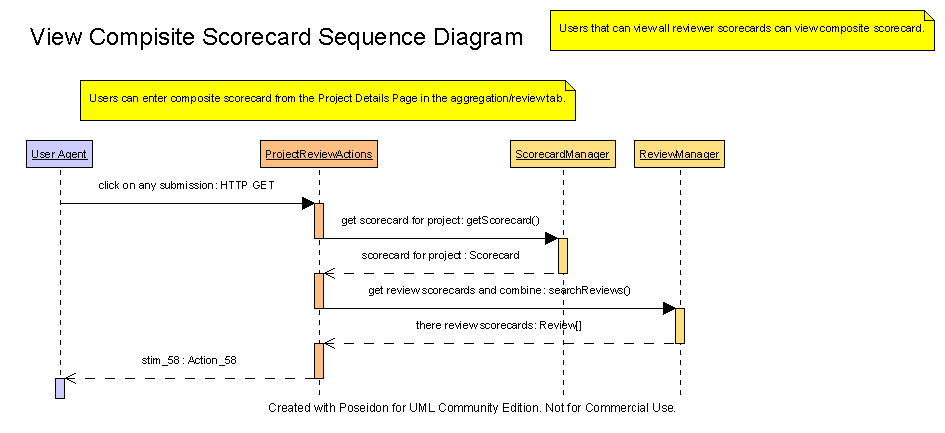 View Compisite Scorecard Sequence Diagram
Users that can view all reviewer scorecards can view composite scorecard.
Users can enter composite scorecard from the Project Details Page in the aggregation/review tab.
User Agent
ProjectReviewActions
ScorecardManager
ReviewManager
click on any submission : HTTP GET
get scorecard for project : getScorecard()
scorecard for project : Scorecard
get review scorecards and combine : searchReviews()
there review scorecards : Review[]
stim_58 : Action_58
Created with Poseidon for UML Community Edition. Not for Commercial Use.